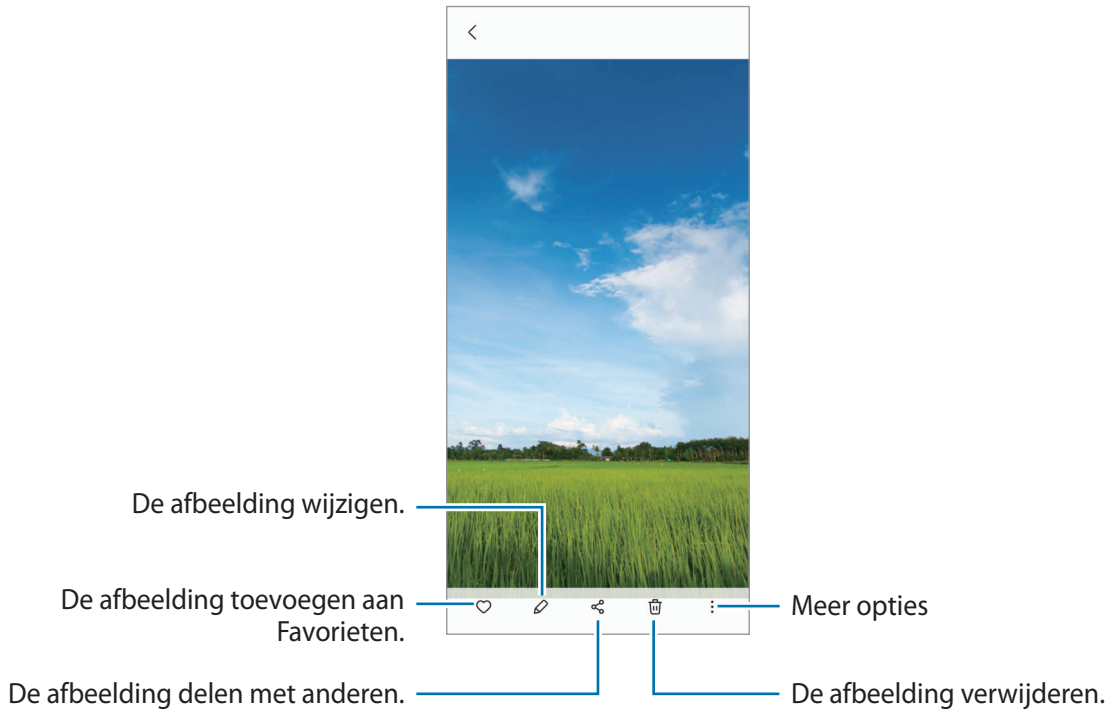 De afbeelding wijzigen.
De afbeelding toevoegen aan
Favorieten.
Meer opties
De afbeelding delen met anderen.
De afbeelding verwijderen.